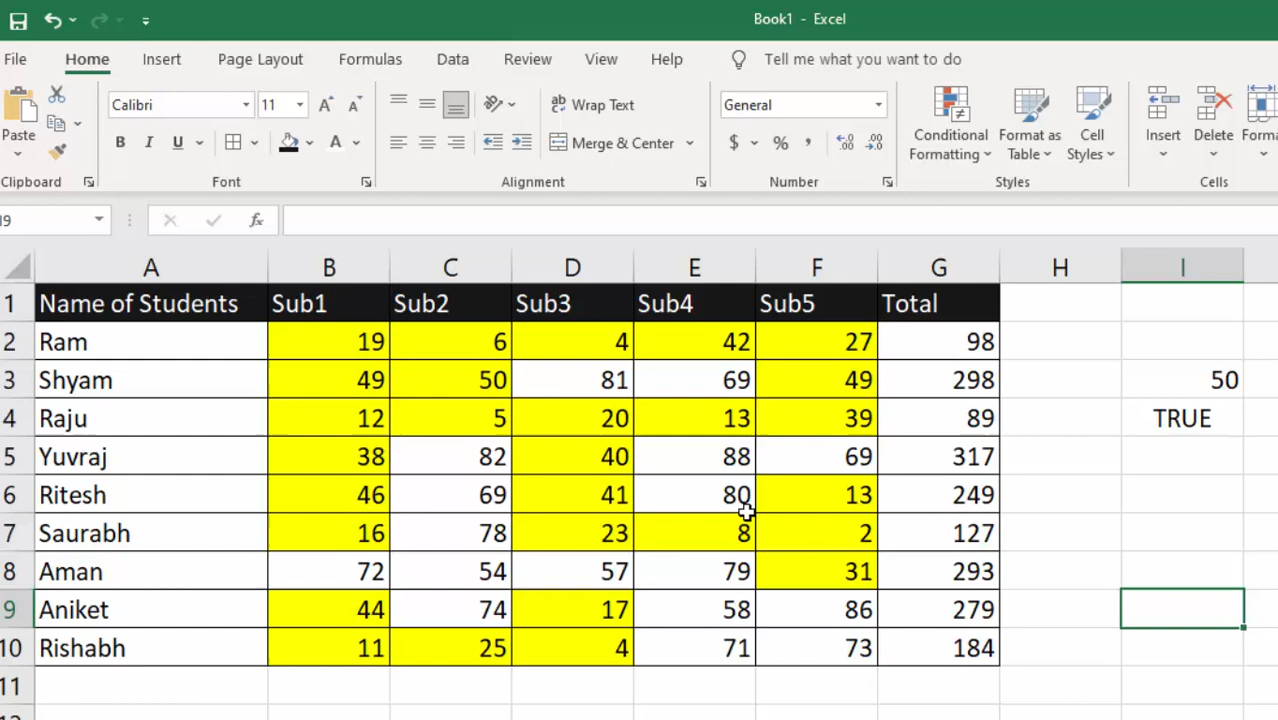 Book1 - Excel
File Home Insert Page Layout Formulas Data Review View Help Tell me what you want to do
Calibri 11 ab Wrap Text General
Paste B I U A Merge & Center $ % , Conditional Formatting Format as Table Cell Styles Insert Delete Forma
Clipboard Font Alignment Number Styles Cells
I9 fx
A B C D E F G H I
1 Name of Students Sub1 Sub2 Sub3 Sub4 Sub5 Total
2 Ram 19 6 4 42 27 98
3 Shyam 49 50 81 69 49 298 50
4 Raju 12 5 20 13 39 89 TRUE
5 Yuvraj 38 82 40 88 69 317
6 Ritesh 46 69 41 80 13 249
7 Saurabh 16 78 23 8 2 127
8 Aman 72 54 57 79 31 293
9 Aniket 44 74 17 58 86 279
10 Rishabh 11 25 4 71 73 184
11